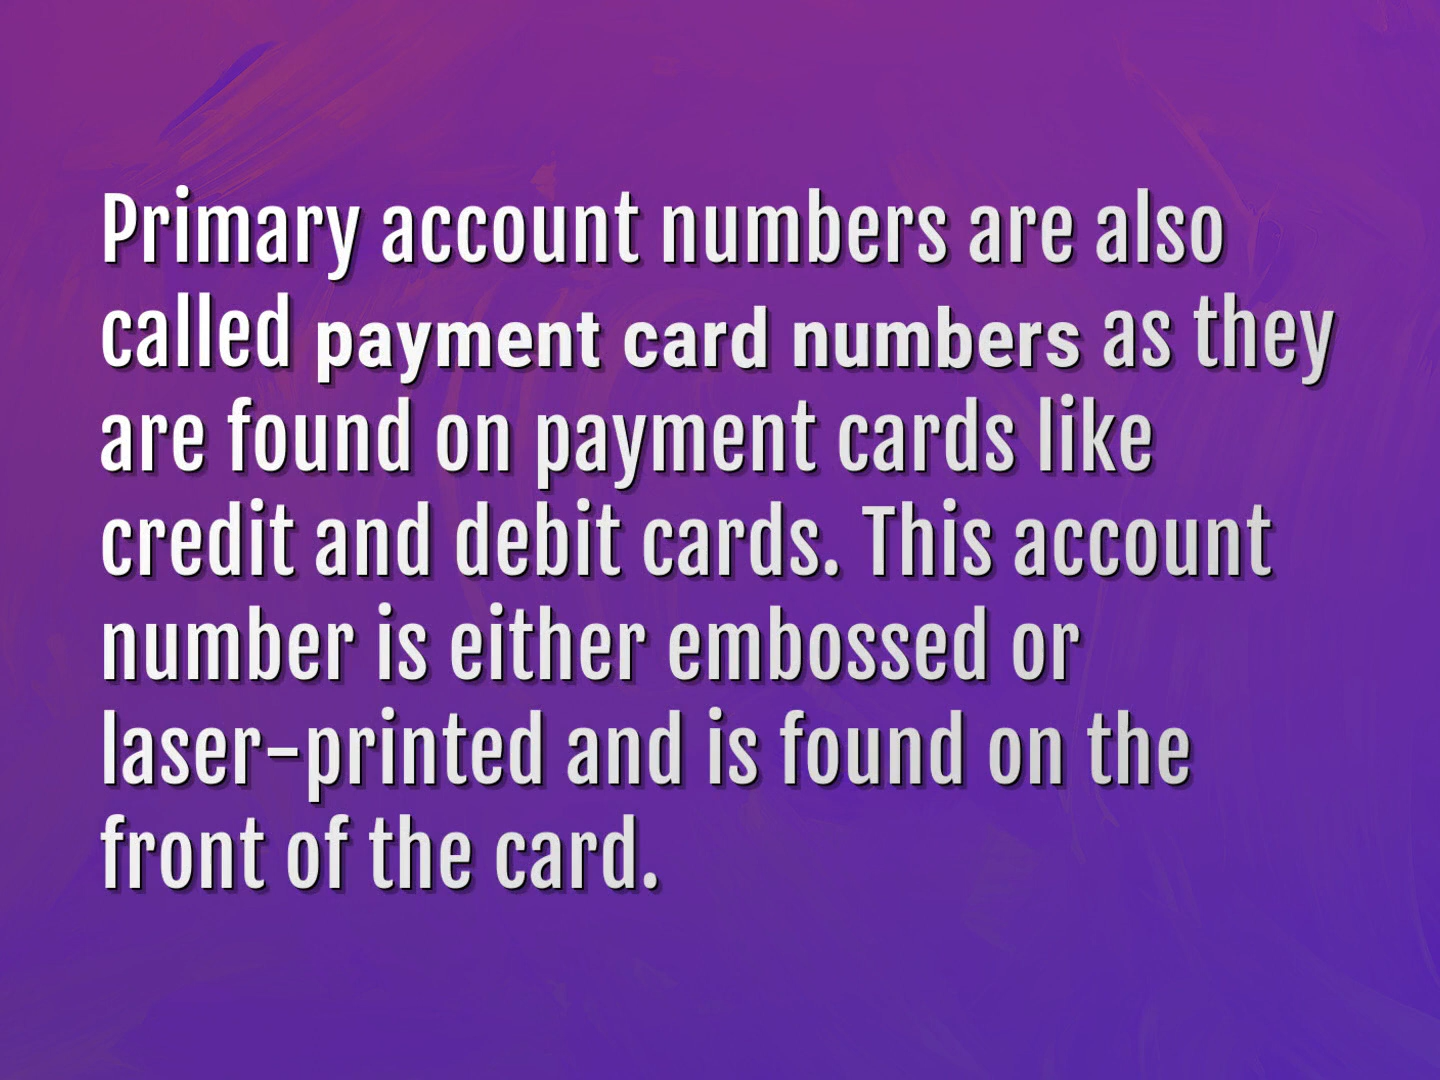 Primary account numbers are also
called payment card numbers as they
are found on payment cards like
credit and debit cards. This account
number is either embossed or
laser-printed and is found on the
front of the card.